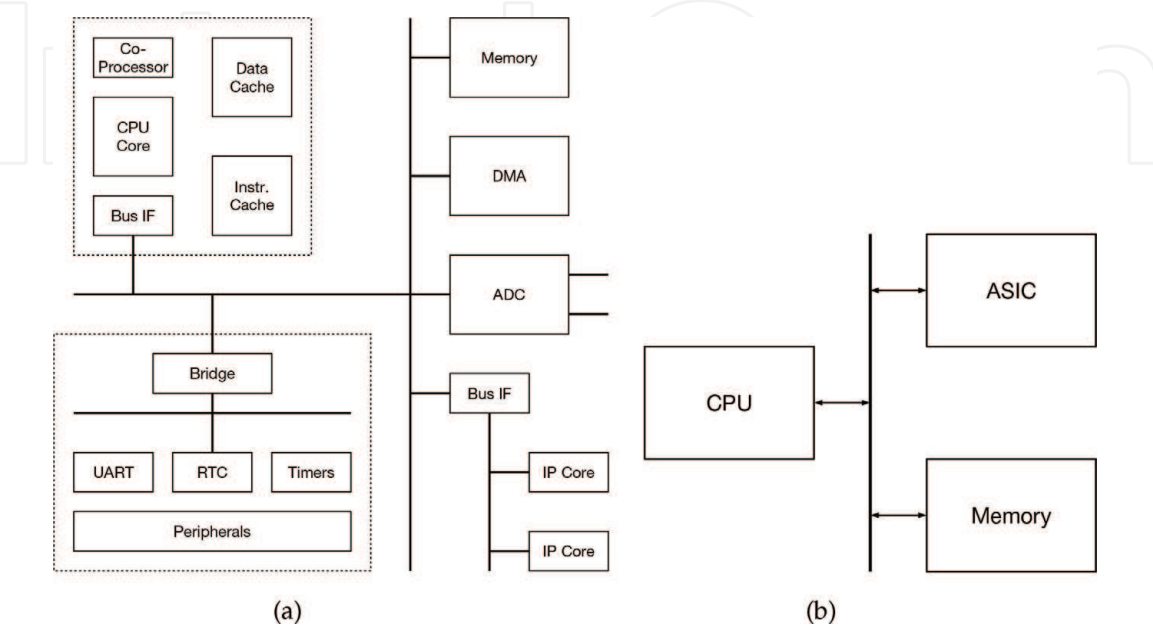 Co-
Processor
Data
Cache
CPU
Core
Instr.
Cache
Bus IF
Memory
DMA
ADC
Bridge
UART
RTC
Timers
Peripherals
Bus IF
IP Core
IP Core
(a)
CPU
ASIC
Memory
(b)